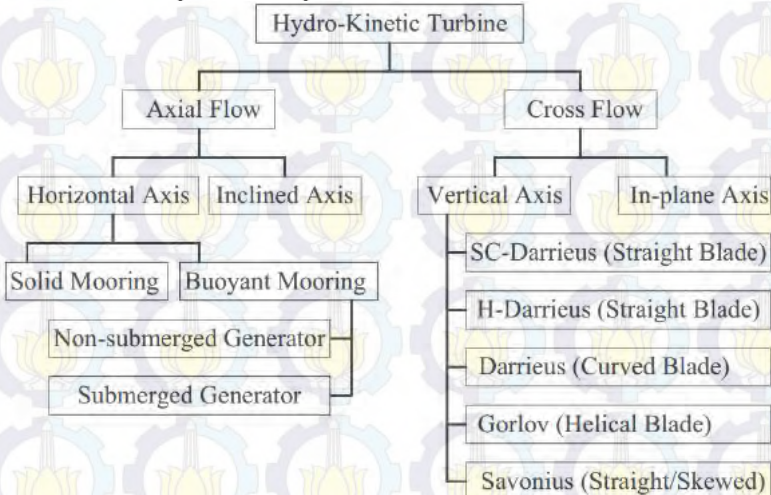 Hydro-Kinetic Turbine
Axial Flow
Cross Flow
Horizontal Axis
Inclined Axis
Vertical Axis
In-plane Axis
Solid Mooring
Buoyant Mooring
Non-submerged Generator
Submerged Generator
SC-Darrieus (Straight Blade)
H-Darrieus (Straight Blade)
Darrieus (Curved Blade)
Gorlov (Helical Blade)
Savonius (Straight/Skewed)